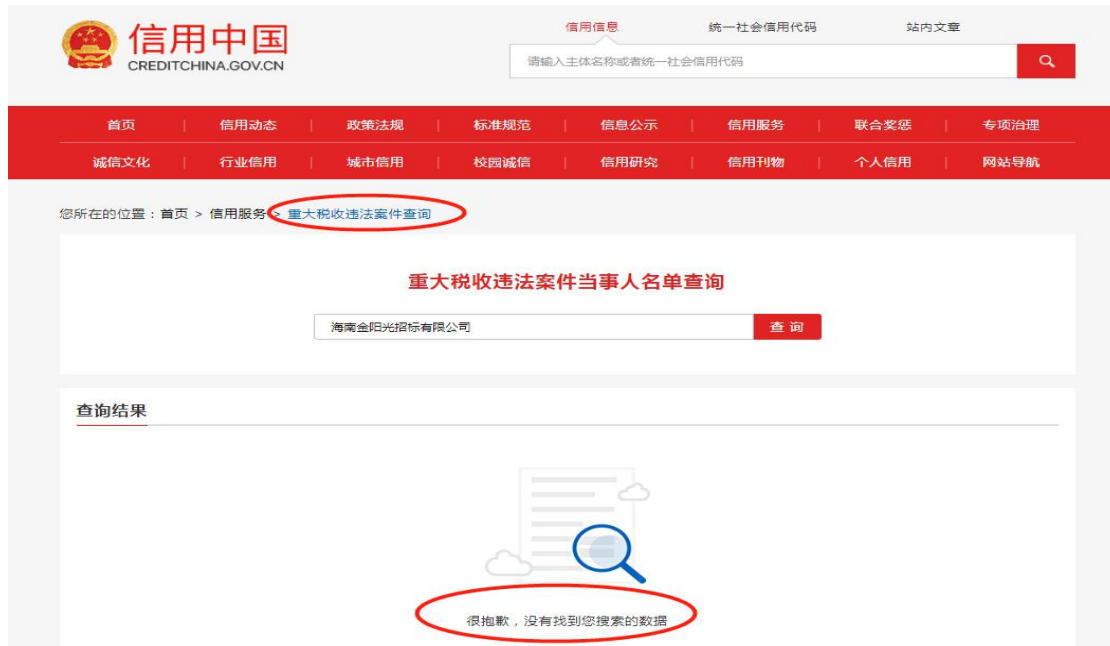 信用中国
CREDITCHINA.GOV.CN
信用信息 统一社会信用代码 站内文章
请输入主体名称或者统一社会信用代码
首页 | 信用动态 | 政策法规 | 标准规范 | 信息公示 | 信用服务 | 联合奖惩 | 专项治理
诚信文化 | 行业信用 | 城市信用 | 校园诚信 | 信用研究 | 信用刊物 | 个人信用 | 网站导航
您所在的位置：首页 > 信用服务 > 重大税收违法案件查询
重大税收违法案件当事人名单查询
海南金阳光招标有限公司 查询
查询结果
很抱歉，没有找到您搜索的数据